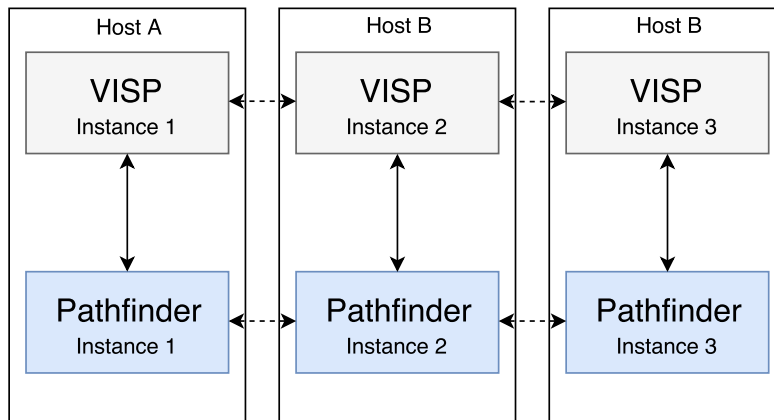 Host A
VISP
Instance 1
Pathfinder
Instance 1
Host B
VISP
Instance 2
Pathfinder
Instance 2
Host B
VISP
Instance 3
Pathfinder
Instance 3